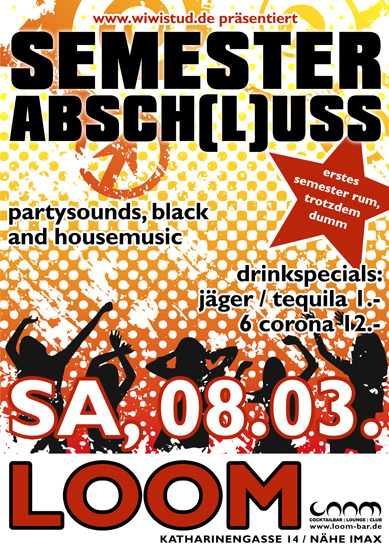 www.wiwistud.de präsentiert
SEMESTER
ABSCH(L)USS
erstes
semester rum,
trotzdem
dumm
partysounds, black
and housemusic
drinkspecials:
jäger / tequila 1.-
6 corona 12.-
SA, 08.03.
LOOM
loom
COCKTAILBAR | LOUNGE | CLUB
www.loom-bar.de
KATHARINENGASSE 14 / NÄHE IMAX